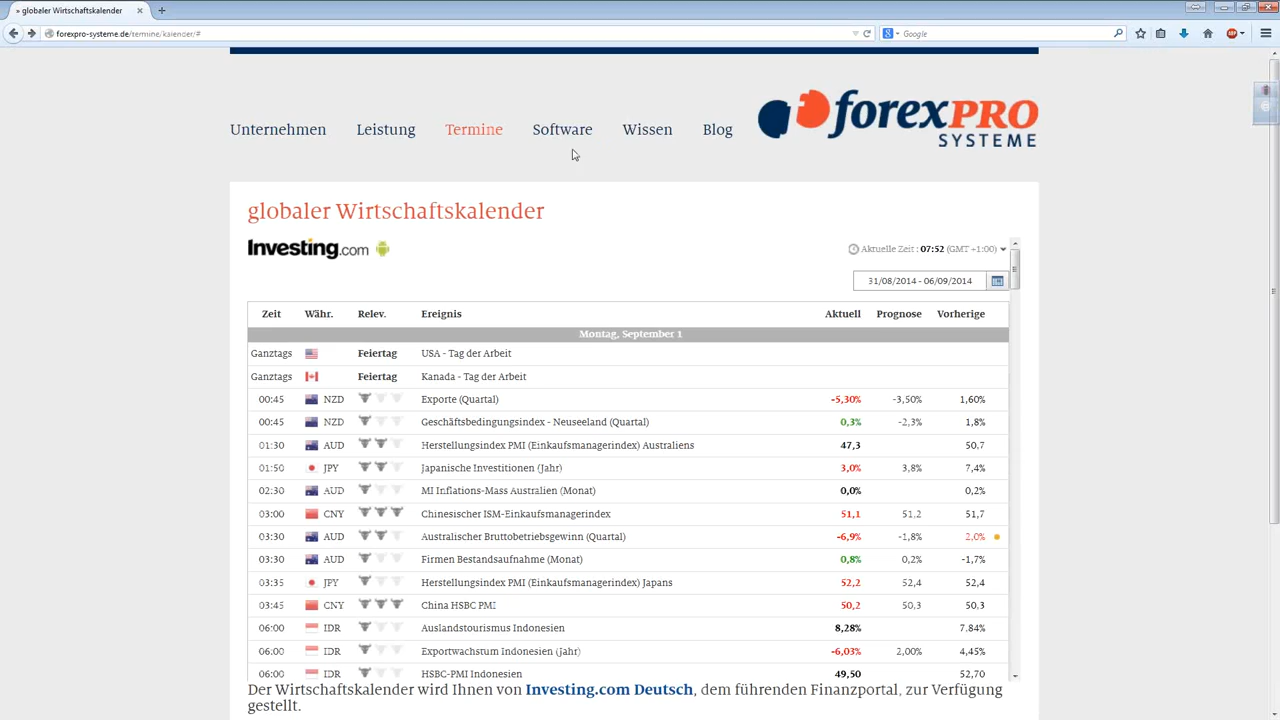 » globaler Wirtschaftskalender
forexpro-systeme.de/termine/kalender/#
Google
Unternehmen Leistung Termine Software Wissen Blog
forexPRO
SYSTEME
globaler Wirtschaftskalender
Investing.com
Aktuelle Zeit : 07:52 (GMT +1:00)
31/08/2014 - 06/09/2014
Zeit Währ. Relev. Ereignis Aktuell Prognose Vorherige
Montag, September 1
Ganztags Feiertag USA - Tag der Arbeit
Ganztags Feiertag Kanada - Tag der Arbeit
00:45 NZD Exporte (Quartal) -5,30% -3,50% 1,60%
00:45 NZD Geschäftsbedingungsindex - Neuseeland (Quartal) 0,3% -2,3% 1,8%
01:30 AUD Herstellungsindex PMI (Einkaufsmanagerindex) Australiens 47,3 50,7
01:50 JPY Japanische Investitionen (Jahr) 3,0% 3,8% 7,4%
02:30 AUD MI Inflations-Mass Australien (Monat) 0,0% 0,2%
03:00 CNY Chinesischer ISM-Einkaufsmanagerindex 51,1 51,2 51,7
03:30 AUD Australischer Bruttobetriebsgewinn (Quartal) -6,9% -1,8% 2,0%
03:30 AUD Firmen Bestandsaufnahme (Monat) 0,8% 0,2% -1,7%
03:35 JPY Herstellungsindex PMI (Einkaufsmanagerindex) Japans 52,2 52,4 52,4
03:45 CNY China HSBC PMI 50,2 50,3 50,3
06:00 IDR Auslandstourismus Indonesien 8,28% 7.84%
06:00 IDR Exportwachstum Indonesien (Jahr) -6,03% 2,00% 4,45%
06:00 IDR HSBC-PMI Indonesien 49,50 52,70
Der Wirtschaftskalender wird Ihnen von Investing.com Deutsch, dem führenden Finanzportal, zur Verfügung
gestellt.